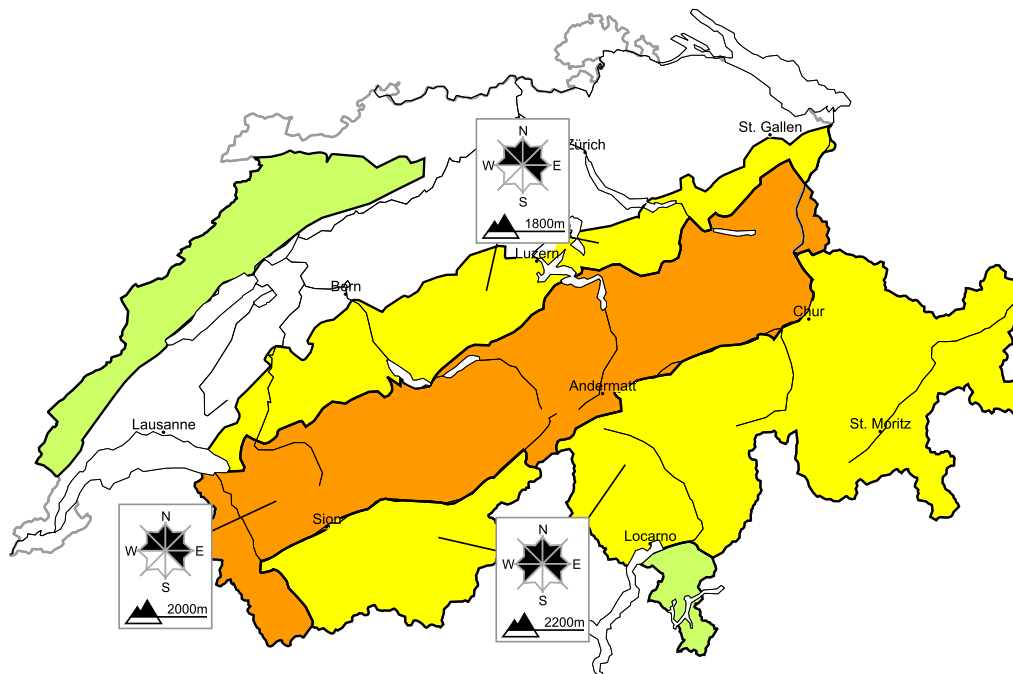 St. Gallen
N
Zürich
W
E
S
1800m
Luzern
Bern
Chur
Andermatt
Lausanne
St. Moritz
Sion
N
W
E
S
2000m
Locarno
N
W
E
S
2200m